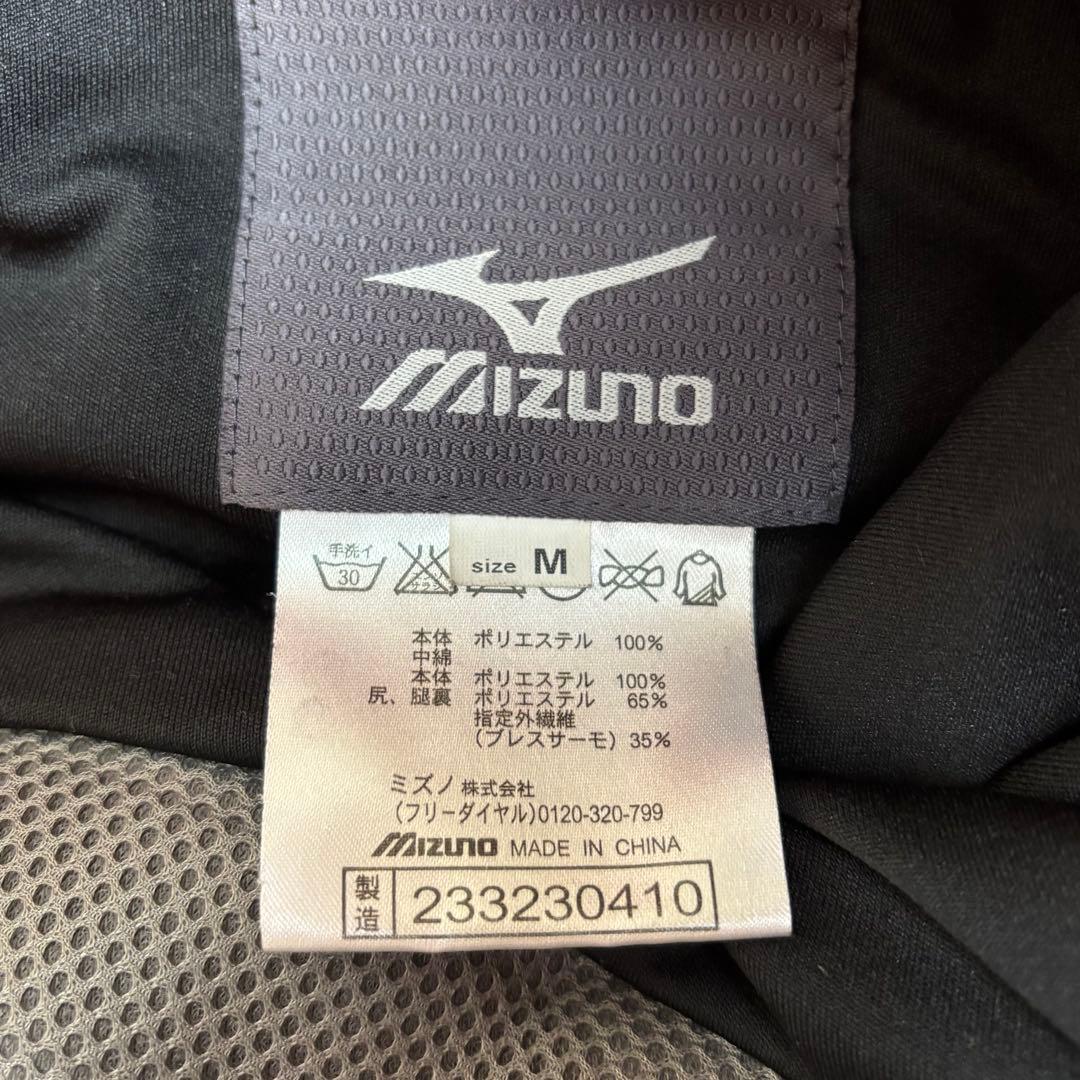 MIZUNO
手洗イ
30
サラシ
size M
本体 ポリエステル 100%
中綿
本体 ポリエステル 100%
尻、腿裏 ポリエステル 65%
指定外繊維
(ブレスサーモ) 35%
ミズノ 株式会社
(フリーダイヤル)0120-320-799
MIZUNO MADE IN CHINA
製造 233230410